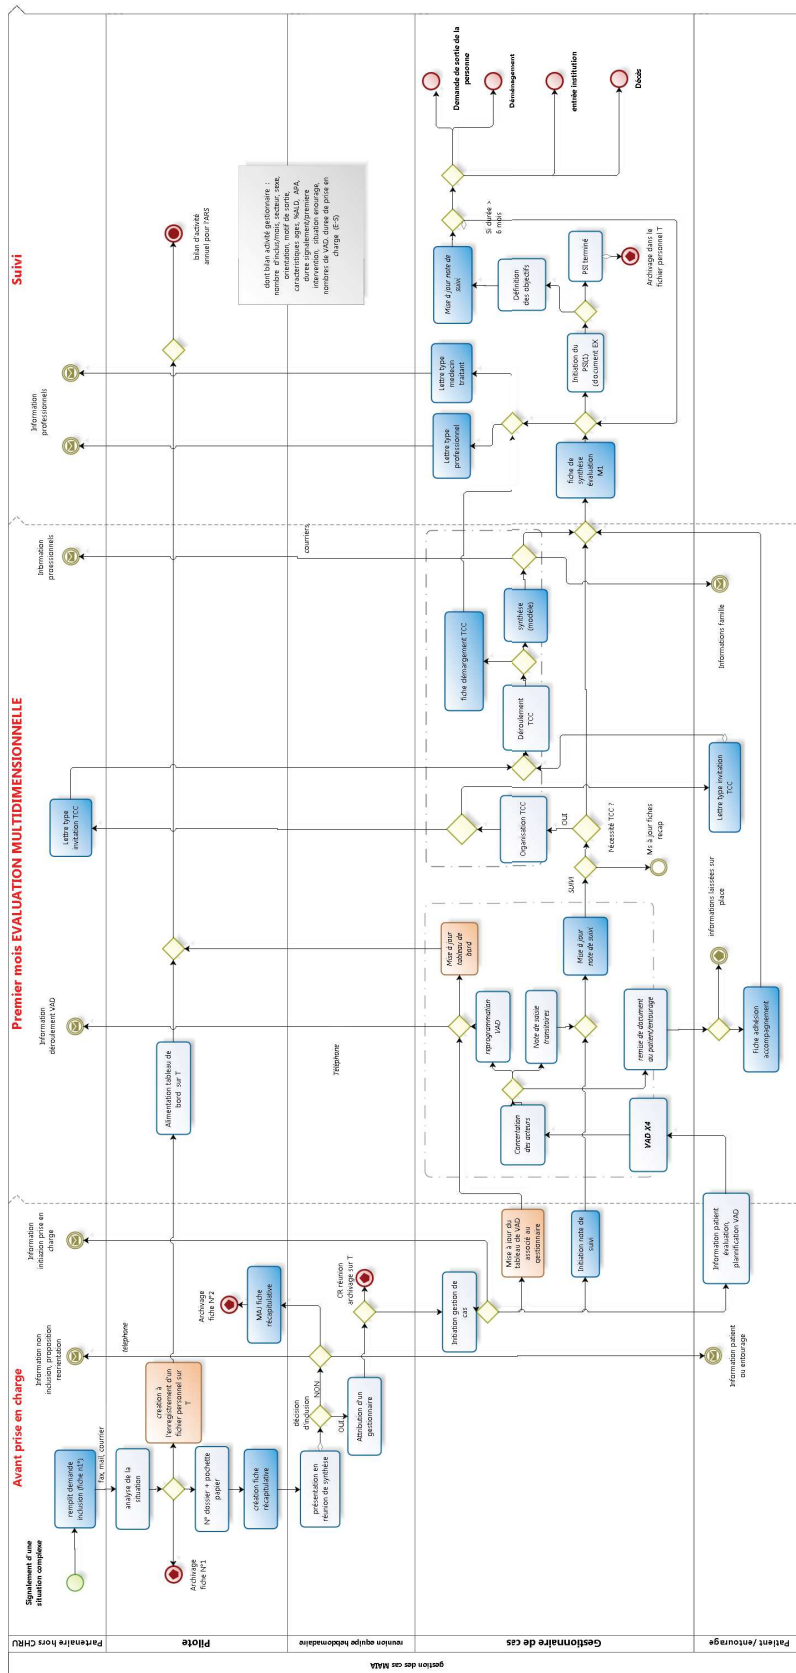 Avant prise en charge
Premier mois EVALUATION MULTIDIMENSIONNELLE
Suivi
gestion des cas MAIA
Partenaire hors CHRU
Signalement d'une
situation complexe
remplit demande
inclusion (fiche n1°)
fax, mail, courrier
Information non
inclusion, proposition
reorientation
Information
initiation prise en
charge
Information
déroulement VAD
Lettre type
invitation TCC
Information
professionnels
Pilote
Archivage
fiche N°1
analyse de la
situation
N° dossier + pochette
papier
création fiche
récapitulative
création à
l'enregistrement d'un
fichier personnel sur
T
téléphone
Archivage
fiche N°2
MAJ fiche
récapitulative
Alimentation tableau de
bord sur T
bilan d'activité
annuel pour l'ARS
dont bilan activité gestionnaire :
nombre d'inclus/mois, secteur, sexe,
orientation, motif de sortie,
caractéristiques ages, %ALD, APA,
durée signalement/première
intervention, situation enourage,
nombres de VAD, duree de prise en
charge (E-S)
reunion equipe hebdomadaire
présentation en
réunion de synthèse
décision
d'inclusion
NON
OUI
Attribution d'un
gestionnaire
CR réunion
archivage sur T
Téléphone
courriers,
Gestionnaire de cas
Initiation gestion de
cas
Mise à jour du
tableau de VAD
associé au
gestionnaire
Initiation note de
suivi
VAD X4
Concertation
des acteurs
reprogrammation
VAD
Note de saisie
transitoires
remise de document
au patient/entourage
Mise à jour
tableau de
bord
Mise à jour
note de suivi
SUIVI
Ms à jour fiches
recap
Nécessité TCC ?
OUI
Organisation TCC
Déroulement
TCC
fiche démargement TCC
synthèse
(modèle)
fiche de
synthèse
évaluation
M1
Lettre type
professionnel
Lettre type
médecin
traitant
Initiation du
PSI(1)
(document EX
Définition
des objectifs
PSI terminé
Archivage dans le
fichier personnel T
Mise à jour note de
suivi
Si durée >
6 mois
Demande de sortie de la
personne
Déménagement
entrée institution
Décès
Patient /entourage
Information patient
ou entourage
Information patient
évaluation,
plannification VAD
Fiche adhésion
accompagnement
informations laissées sur
place
Lettre type invitation
TCC
Informations famille